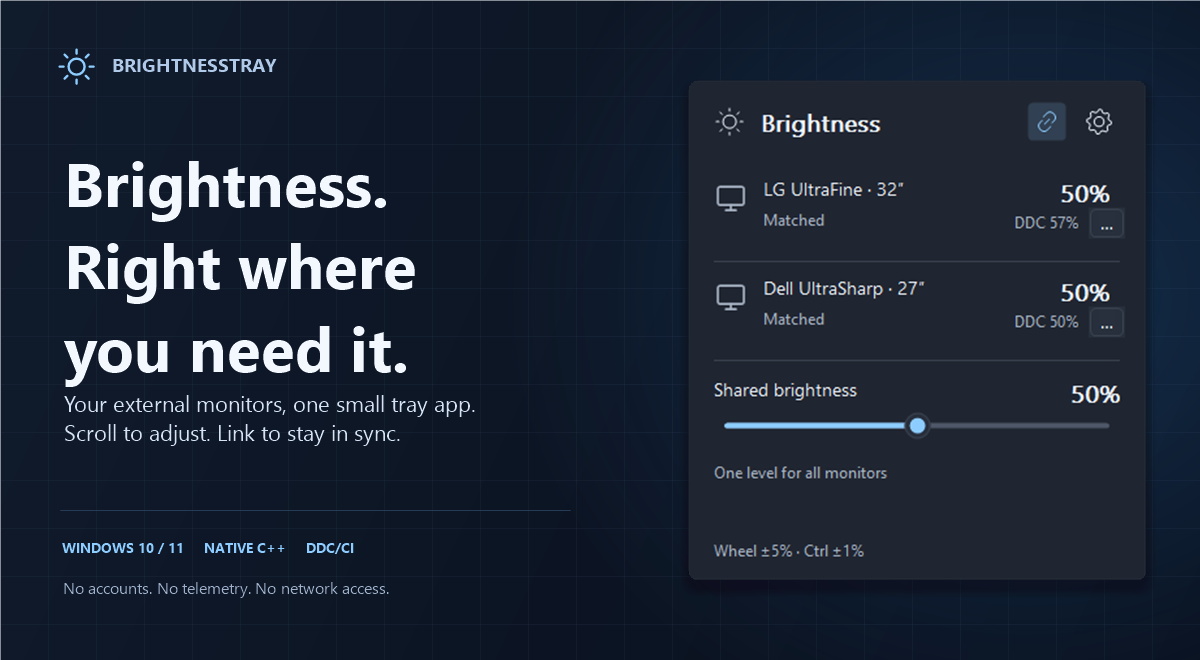 BRIGHTNESSTRAY
Brightness.
Right where
you need it.
Your external monitors, one small tray app.
Scroll to adjust. Link to stay in sync.
WINDOWS 10 / 11 NATIVE C++ DDC/CI
No accounts. No telemetry. No network access.
Brightness
LG UltraFine · 32″ 50%
Matched DDC 57% ...
Dell UltraSharp · 27″ 50%
Matched DDC 50% ...
Shared brightness 50%
One level for all monitors
Wheel ±5% · Ctrl ±1%